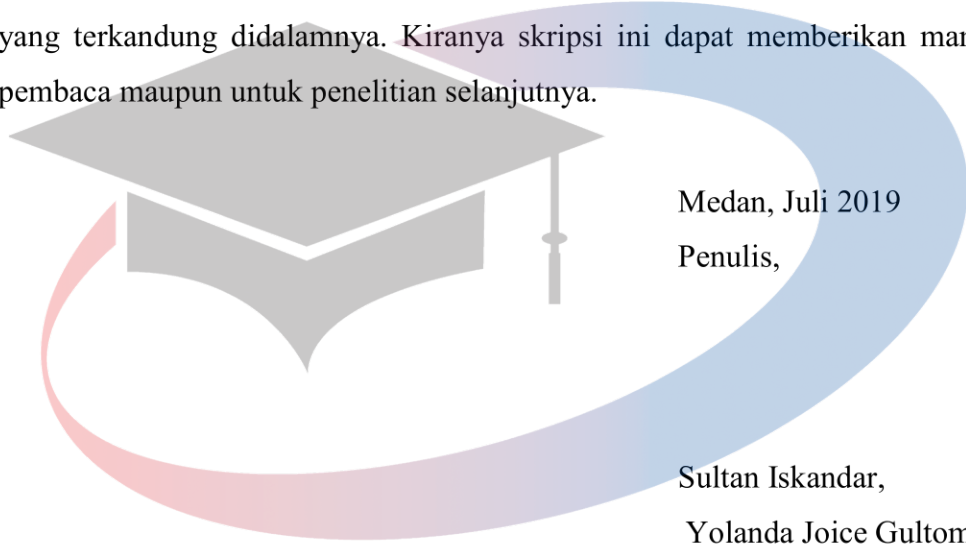 yang terkandung didalamnya. Kiranya skripsi ini dapat memberikan
pembaca maupun untuk penelitian selanjutnya.
Medan, Juli 2019
Penulis,
Sultan Iskandar,
Yolanda Joice Gultom